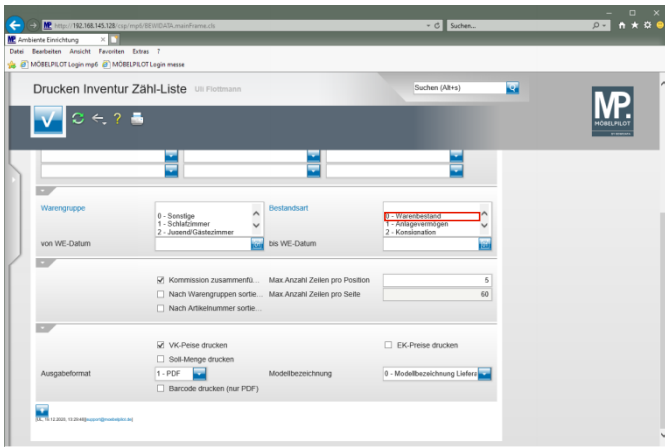 http://192.168.145.128/csp/mp6/BEWIDATA.mainFrame.cls
Suchen...
Ambiente Einrichtung
Datei Bearbeiten Ansicht Favoriten Extras ?
MÖBELPILOT Login mp6 MÖBELPILOT Login messe
Drucken Inventur Zähl-Liste Uli Flottmann
Suchen (Alt+s)
MP.
MÖBELPILOT
Warengruppe
0 - Sonstige
1 - Schlafzimmer
2 - Jugend/Gästezimmer
Bestandsart
0 - Warenbestand
1 - Anlagevermögen
2 - Konsignation
von WE-Datum
bis WE-Datum
Kommission zusammenfü... Max.Anzahl Zeilen pro Position 5
Nach Warengruppen sortie... Max.Anzahl Zeilen pro Seite 60
Nach Artikelnummer sortie...
VK-Peise drucken EK-Preise drucken
Soll-Menge drucken
Ausgabeformat 1 - PDF Modellbezeichnung 0 - Modellbezeichnung Liefera
Barcode drucken (nur PDF)